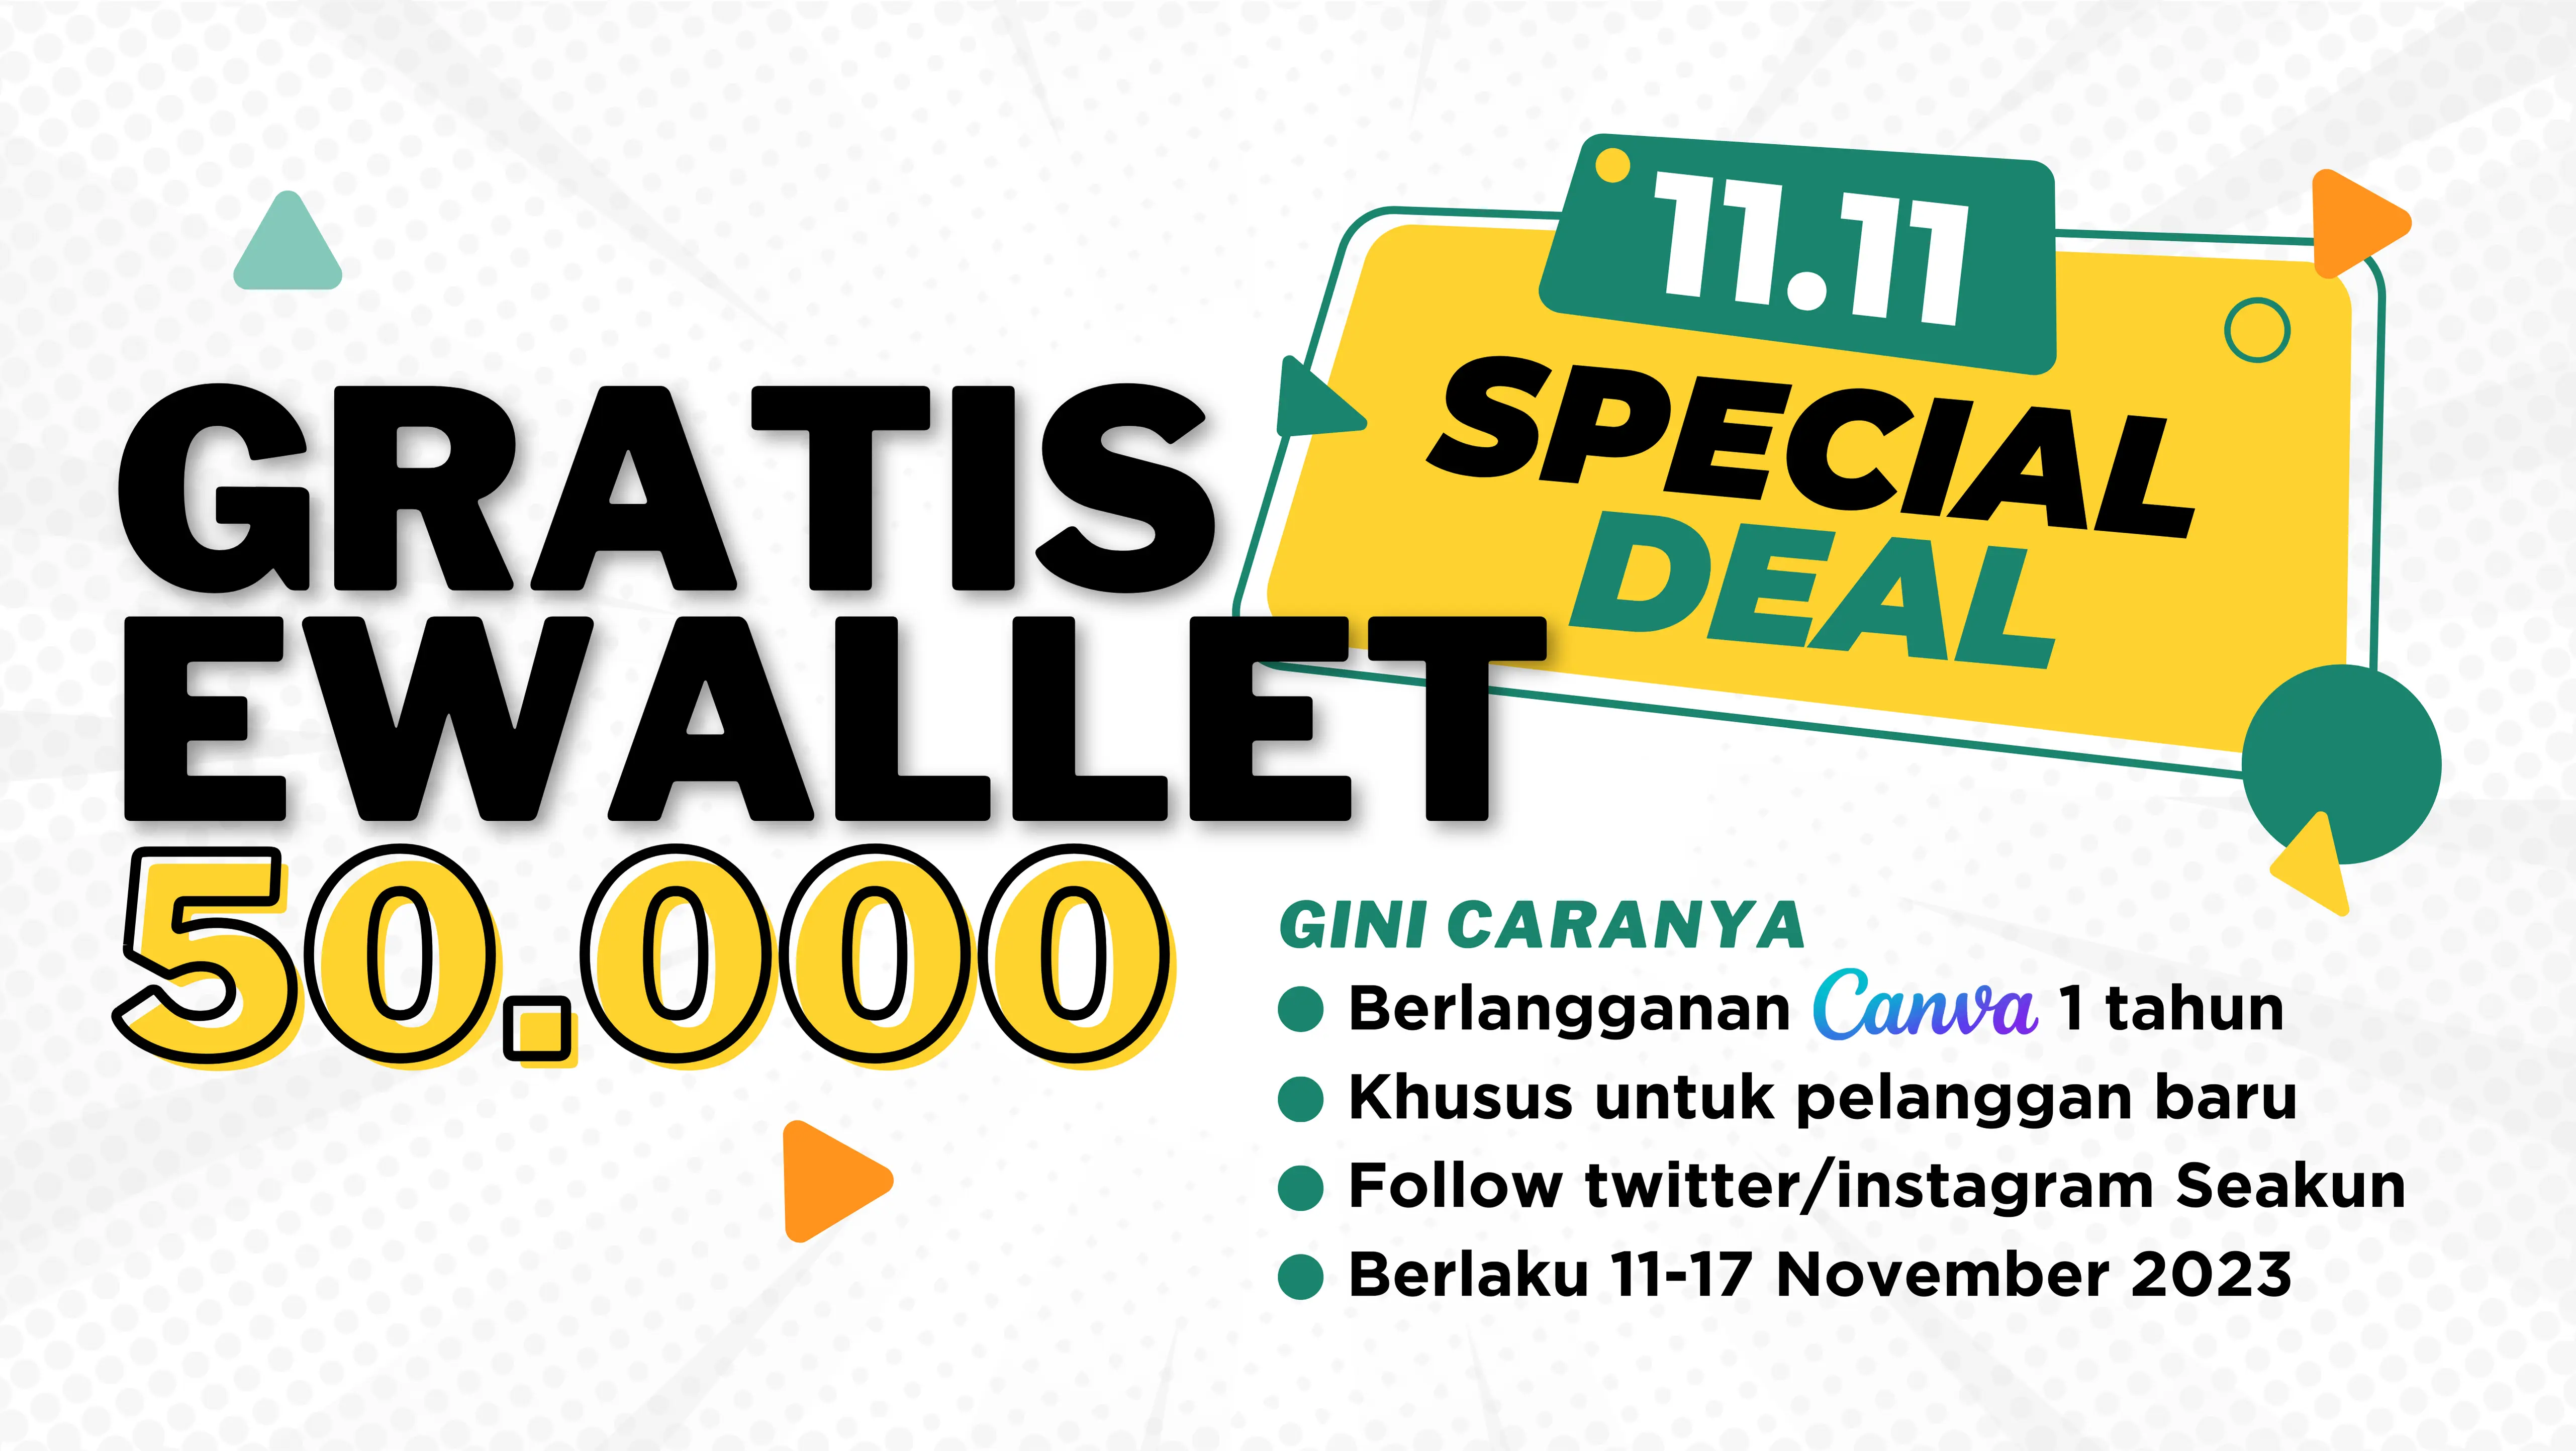 GRATIS
EWALLET
50.000
11.11
SPECIAL
DEAL
GINI CARANYA
Berlangganan Canva 1 tahun
Khusus untuk pelanggan baru
Follow twitter/instagram Seakun
Berlaku 11-17 November 2023